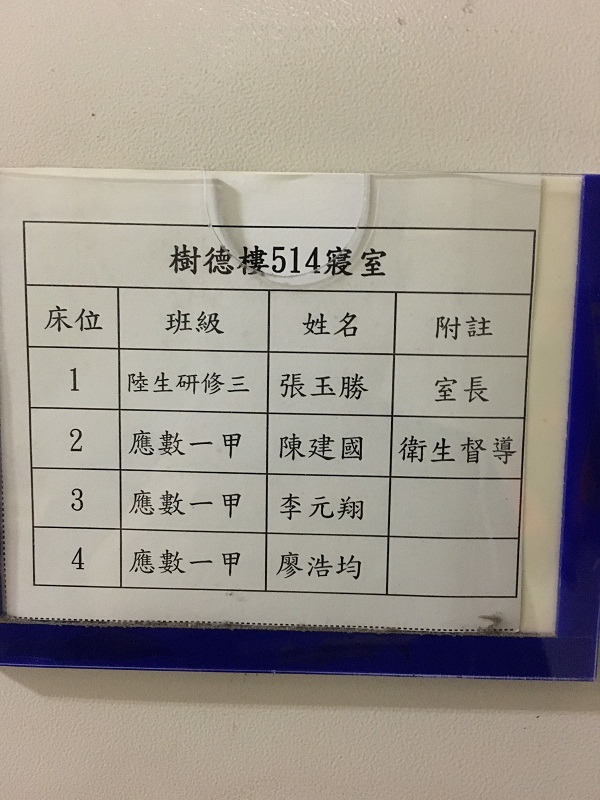 樹德樓514寢室
床位 班級 姓名 附註
1 陸生研修三 張玉勝 室長
2 應數一甲 陳建國 衛生督導
3 應數一甲 李元翔
4 應數一甲 廖浩均